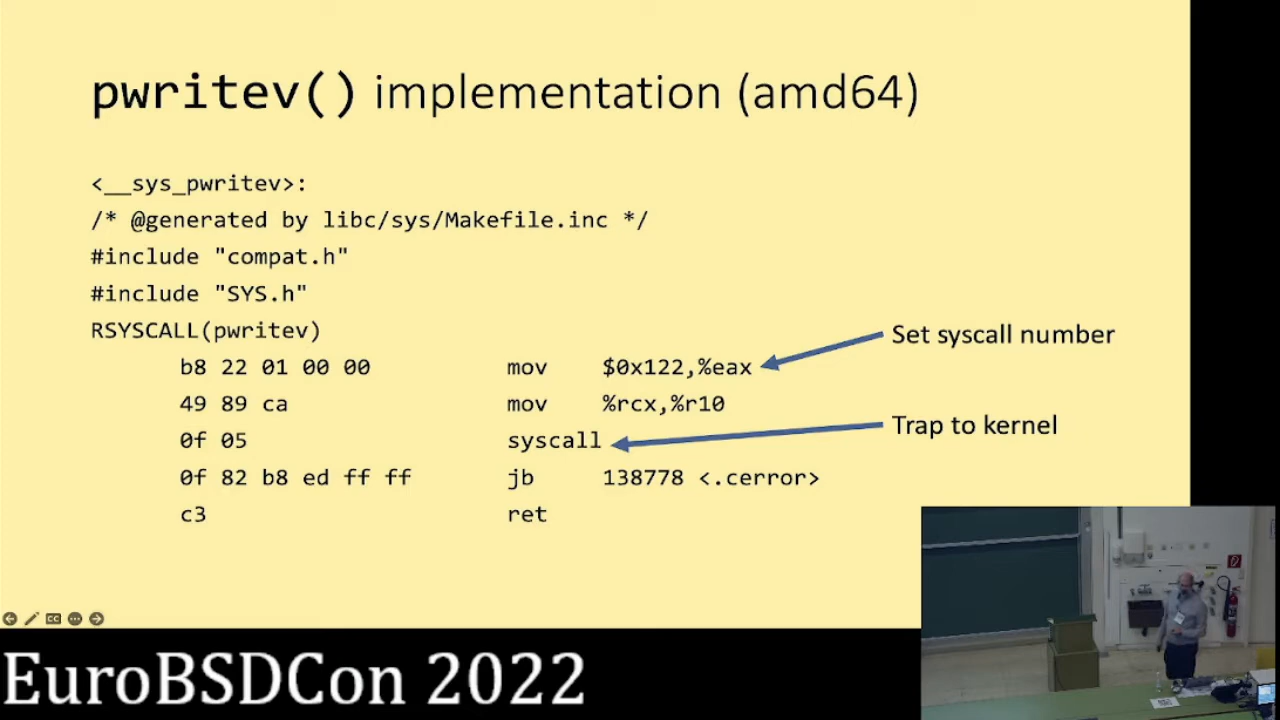 pwritev() implementation (amd64)
<__sys_pwritev>:
/* @generated by libc/sys/Makefile.inc */
#include "compat.h"
#include "SYS.h"
RSYSCALL(pwritev)
b8 22 01 00 00 mov $0x122,%eax
Set syscall number
49 89 ca mov %rcx,%r10
0f 05 syscall
Trap to kernel
0f 82 b8 ed ff ff jb 138778 <.cerror>
c3 ret
CC
EuroBSDCon 2022